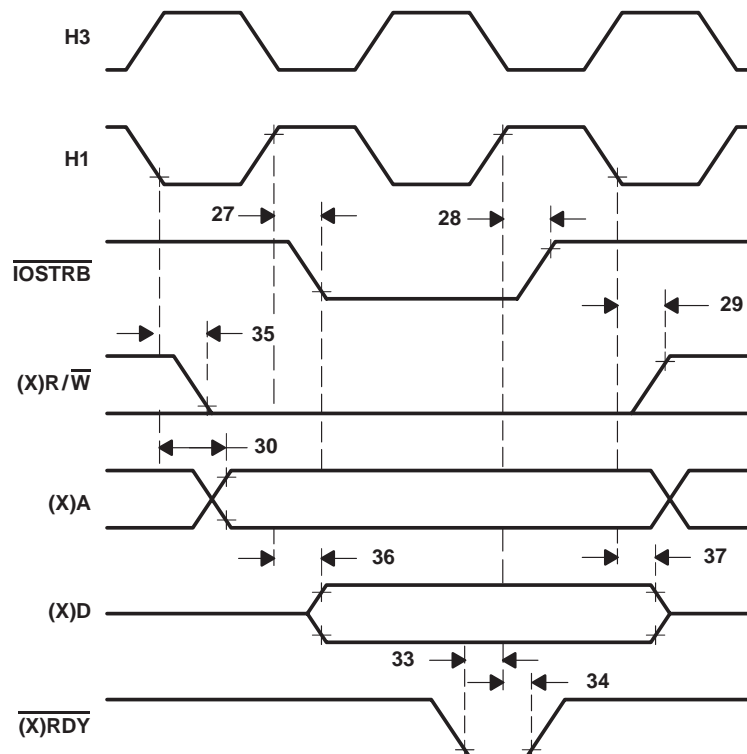 H3
H1
27
28
IOSTRB
29
35
(X)R/W
30
(X)A
36
37
(X)D
33
34
(X)RDY